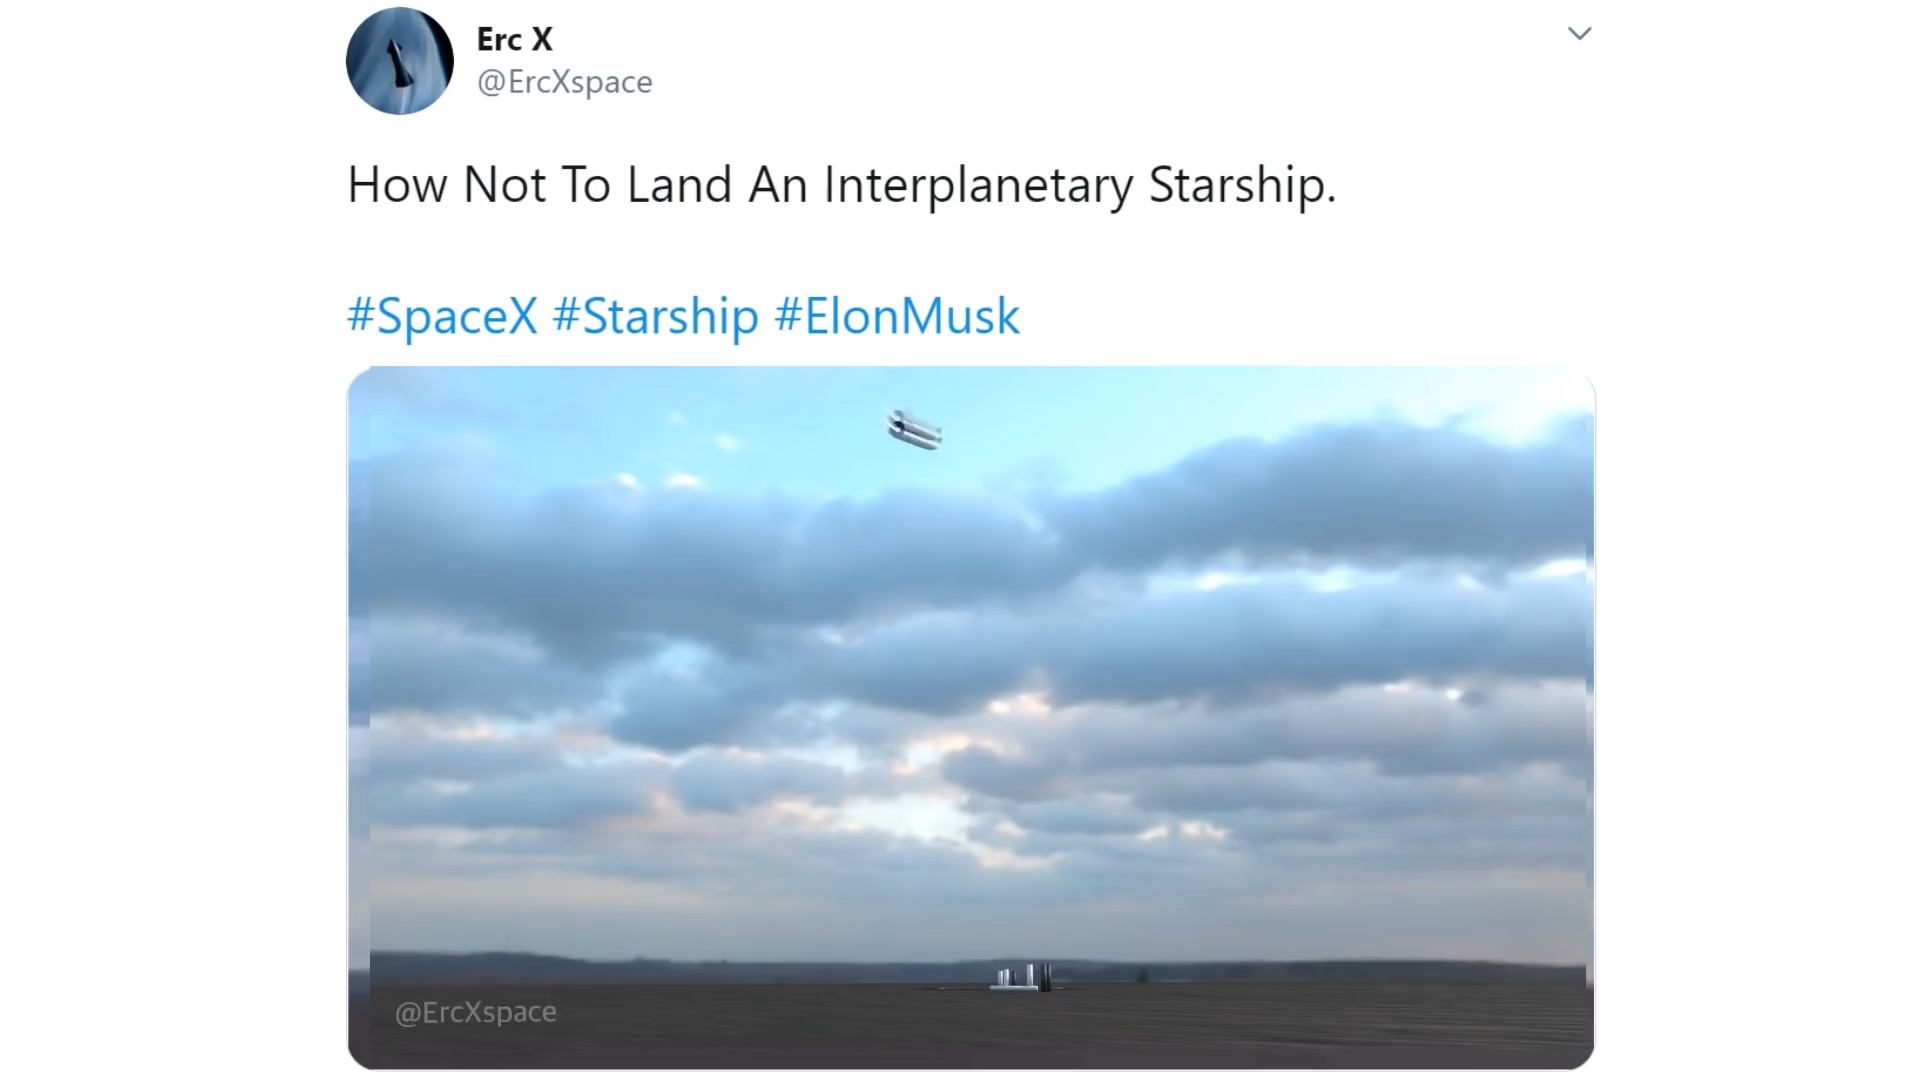 Erc X
@ErcXspace
How Not To Land An Interplanetary Starship.
#SpaceX #Starship #ElonMusk
@ErcXspace